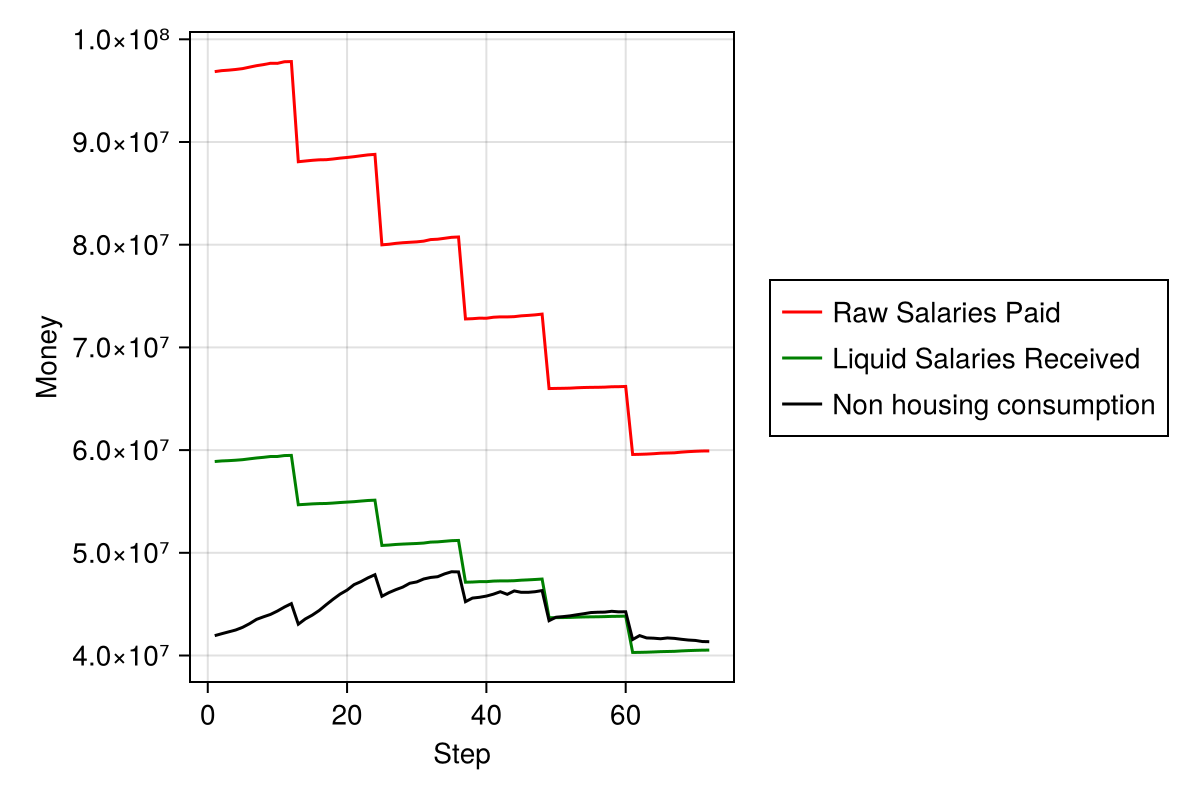 1.0×10⁸
9.0×10⁷
8.0×10⁷
7.0×10⁷
6.0×10⁷
5.0×10⁷
4.0×10⁷
Money
0 20 40 60
Step
Raw Salaries Paid
Liquid Salaries Received
Non housing consumption